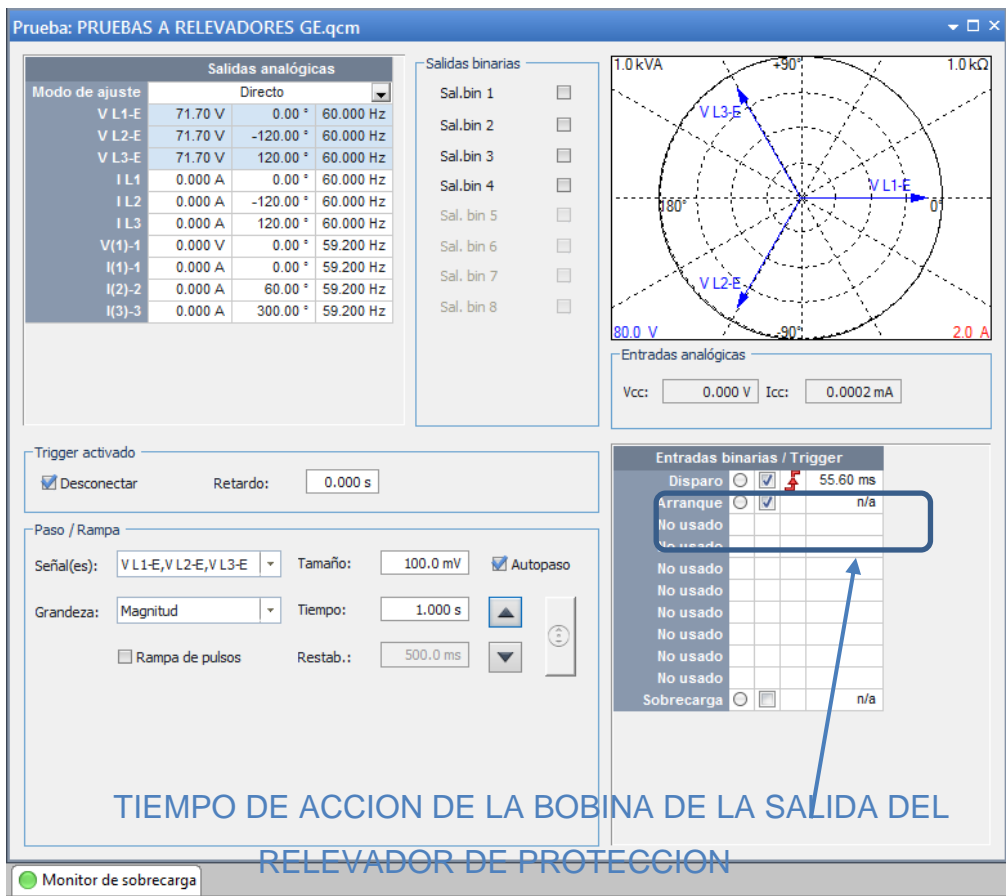 Prueba: PRUEBAS A RELEVADORES GE.qcm
Salidas analógicas
Modo de ajuste Directo
V L1-E 71.70 V 0.00 ° 60.000 Hz
V L2-E 71.70 V -120.00 ° 60.000 Hz
V L3-E 71.70 V 120.00 ° 60.000 Hz
I L1 0.000 A 0.00 ° 60.000 Hz
I L2 0.000 A -120.00 ° 60.000 Hz
I L3 0.000 A 120.00 ° 60.000 Hz
V(1)-1 0.000 V 0.00 ° 59.200 Hz
I(1)-1 0.000 A 0.00 ° 59.200 Hz
I(2)-2 0.000 A 60.00 ° 59.200 Hz
I(3)-3 0.000 A 300.00 ° 59.200 Hz
Salidas binarias
Sal.bin 1
Sal.bin 2
Sal.bin 3
Sal.bin 4
Sal. bin 5
Sal. bin 6
Sal. bin 7
Sal. bin 8
1.0 kVA +90° 1.0 kΩ
V L3-E
V L1-E
180° 0°
V L2-E
80.0 V -90° 2.0 A
Entradas analógicas
Vcc: 0.000 V Icc: 0.0002 mA
Trigger activado
Desconectar Retardo: 0.000 s
Paso / Rampa
Señal(es): V L1-E,V L2-E,V L3-E Tamaño: 100.0 mV Autopaso
Grandeza: Magnitud Tiempo: 1.000 s
Rampa de pulsos Restab.: 500.0 ms
Entradas binarias / Trigger
Disparo 55.60 ms
Arranque n/a
No usado
No usado
No usado
No usado
No usado
No usado
No usado
No usado
Sobrecarga n/a
TIEMPO DE ACCION DE LA BOBINA DE LA SALIDA DEL
RELEVADOR DE PROTECCION
Monitor de sobrecarga